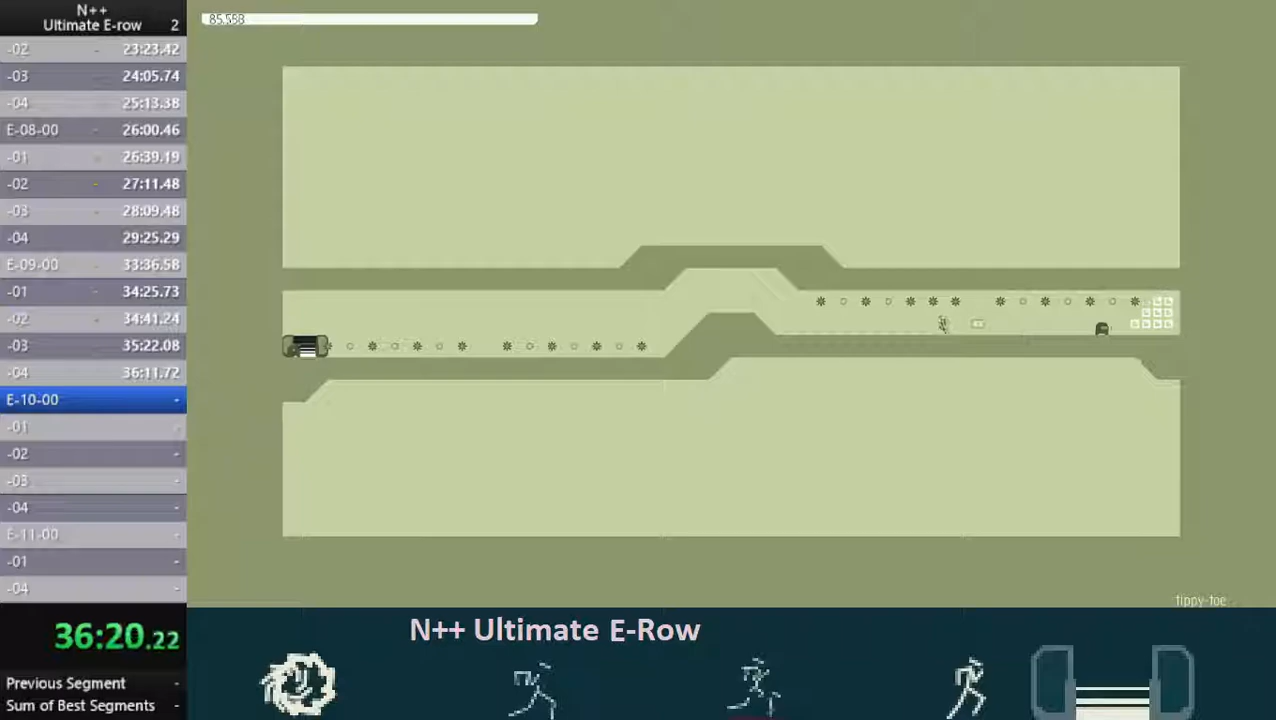 N++
Ultimate E-row 2
-02 - 23:23.42
-03 24:05.74
-04 - 25:13.38
E-08-00 - 26:00.46
-01 - 26:39.19
-02 - 27:11.48
-03 - 28:09.48
-04 - 29:25.29
E-09-00 - 33:36.58
-01 - 34:25.73
-02 - 34:41.24
-03 - 35:22.08
-04 - 36:11.72
E-10-00 -
-01 -
-02 -
-03 -
-04 -
E-11-00 -
-01 -
-04 -
36:20.22
Previous Segment -
Sum of Best Segments -
tippy-toe
N++ Ultimate E-Row